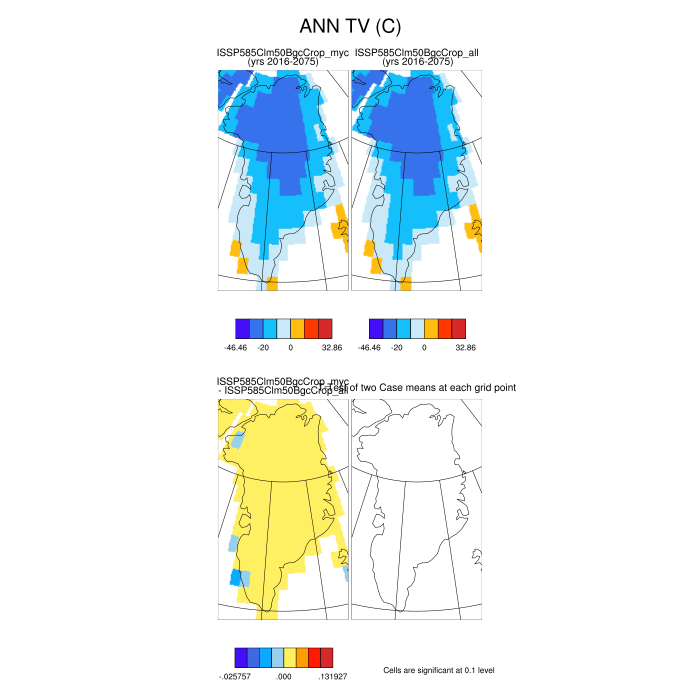 ANN TV (C)
ISSP585Clm50BgcCrop_myc
(yrs 2016-2075)
ISSP585Clm50BgcCrop_all
(yrs 2016-2075)
-46.46 -20 0 32.86
-46.46 -20 0 32.86
ISSP585Clm50BgcCrop_myc
- ISSP585Clm50BgcCrop_all
T-Test of two Case means at each grid point
-.025757 .000 .131927
Cells are significant at 0.1 level